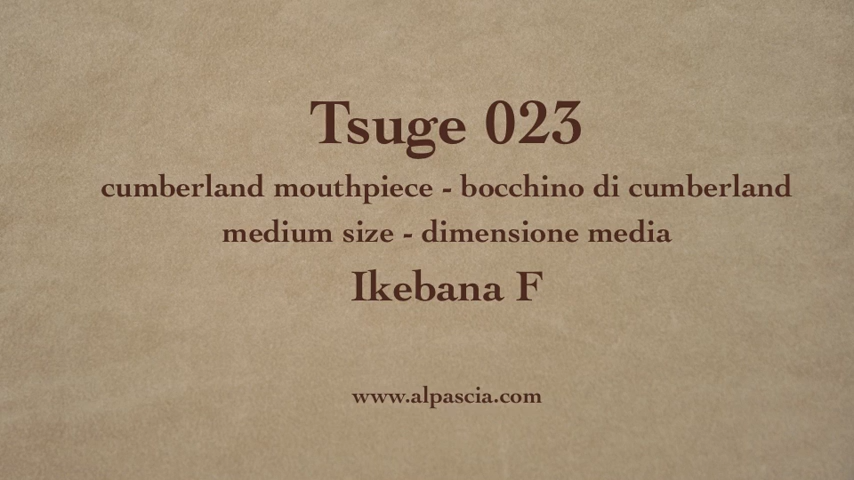 Tsuge 023
cumberland mouthpiece - bocchino di cumberland
medium size - dimensione media
Ikebana F
www.alpascia.com